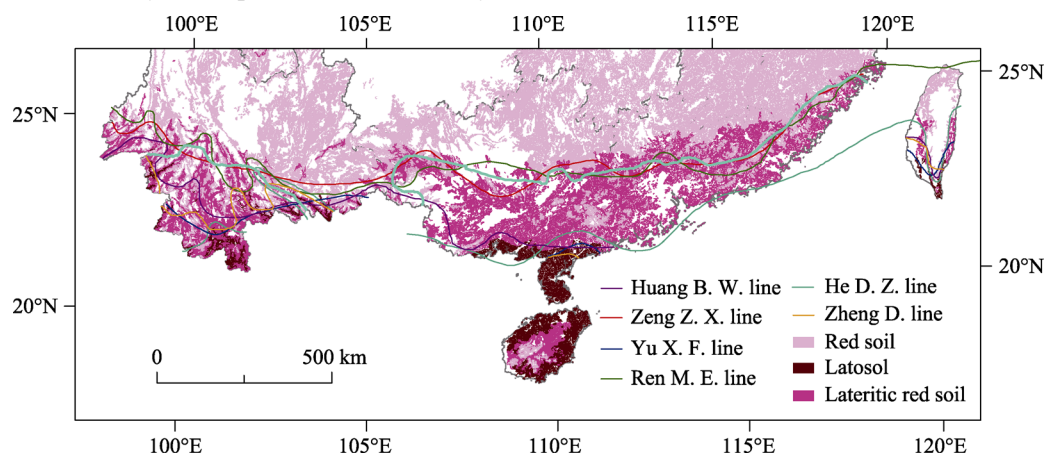 100°E 105°E 110°E 115°E 120°E
25°N 25°N
20°N 20°N
0 500 km
Huang B. W. line
Zeng Z. X. line
Yu X. F. line
Ren M. E. line
He D. Z. line
Zheng D. line
Red soil
Latosol
Lateritic red soil
100°E 105°E 110°E 115°E 120°E